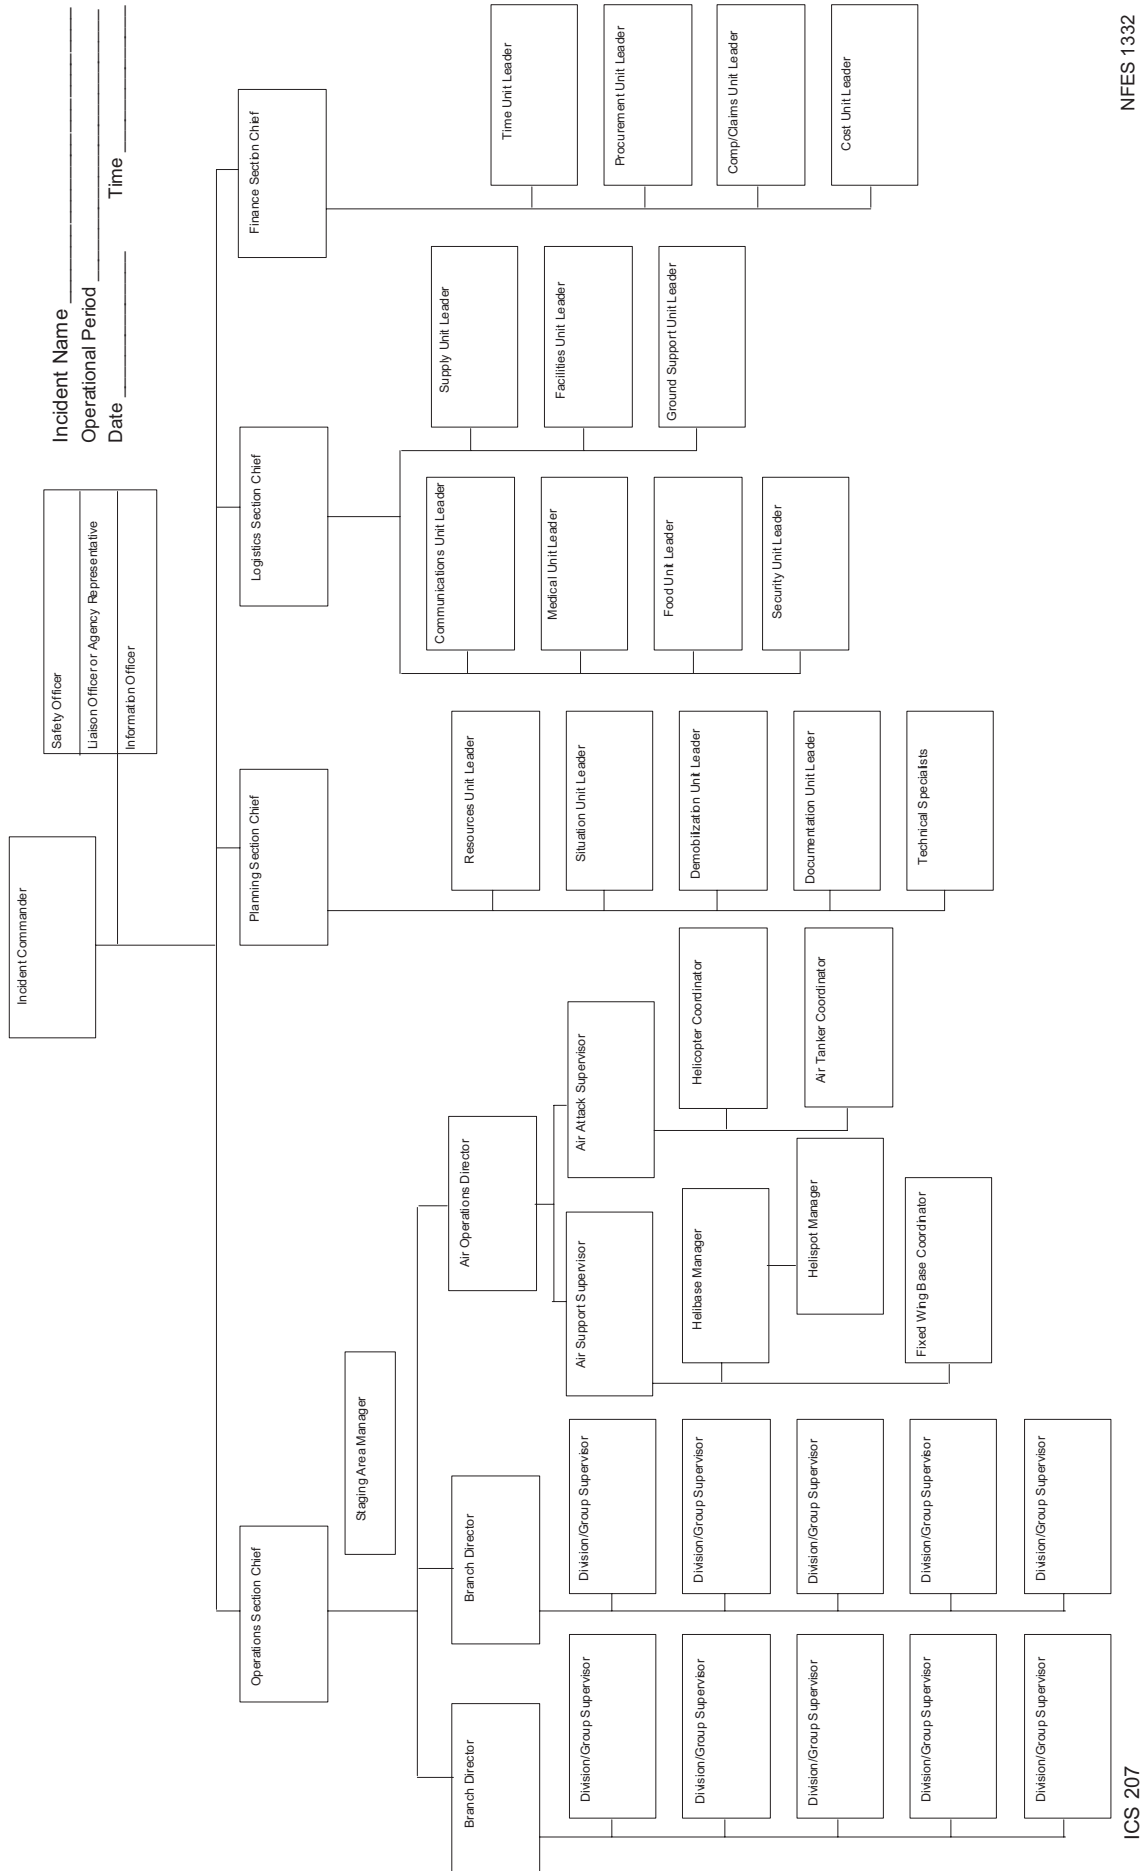 Incident Name
Operational Period
Date Time
Incident Commander
Safety Officer
Liaison Officer or Agency Representative
Information Officer
Operations Section Chief
Planning Section Chief
Logistics Section Chief
Finance Section Chief
Staging Area Manager
Branch Director
Division/Group Supervisor
Division/Group Supervisor
Division/Group Supervisor
Division/Group Supervisor
Division/Group Supervisor
Branch Director
Division/Group Supervisor
Division/Group Supervisor
Division/Group Supervisor
Division/Group Supervisor
Division/Group Supervisor
Air Operations Director
Air Support Supervisor
Helibase Manager
Helispot Manager
Fixed Wing Base Coordinator
Air Attack Supervisor
Helicopter Coordinator
Air Tanker Coordinator
Resources Unit Leader
Situation Unit Leader
Demobilization Unit Leader
Documentation Unit Leader
Technical Specialists
Communications Unit Leader
Medical Unit Leader
Food Unit Leader
Security Unit Leader
Supply Unit Leader
Facilities Unit Leader
Ground Support Unit Leader
Time Unit Leader
Procurement Unit Leader
Comp/Claims Unit Leader
Cost Unit Leader
ICS 207
NFES 1332